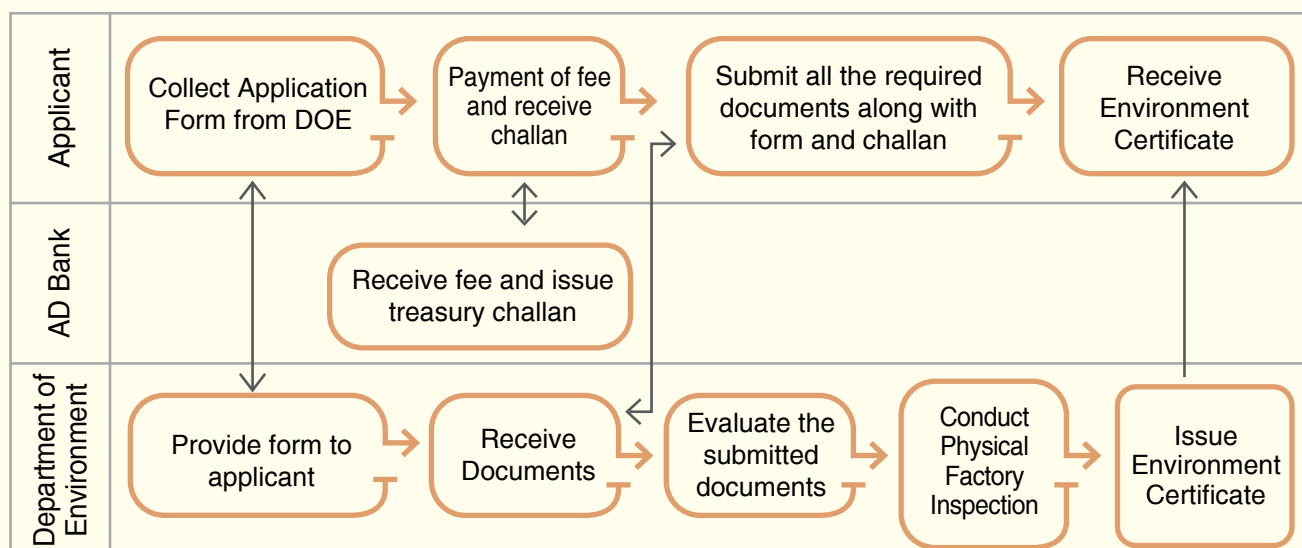 Applicant
Collect Application
Form from DOE
Payment of fee
and receive
challan
Submit all the required
documents along with
form and challan
Receive
Environment
Certificate
AD Bank
Receive fee and issue
treasury challan
Department of
Environment
Provide form to
applicant
Receive
Documents
Evaluate the
submitted
documents
Conduct
Physical
Factory
Inspection
Issue
Environment
Certificate